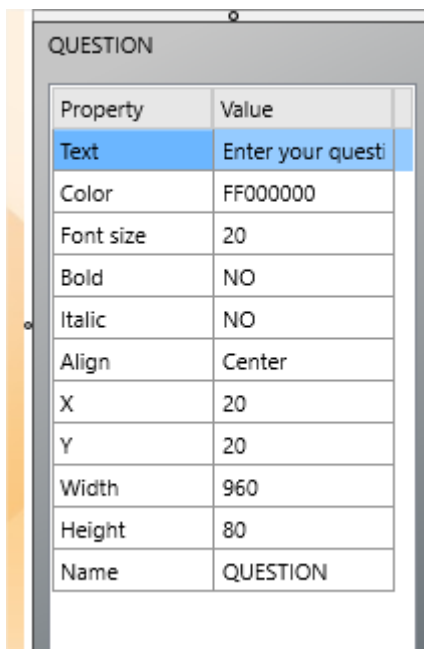 QUESTION
Property Value
Text Enter your questi
Color FF000000
Font size 20
Bold NO
Italic NO
Align Center
X 20
Y 20
Width 960
Height 80
Name QUESTION